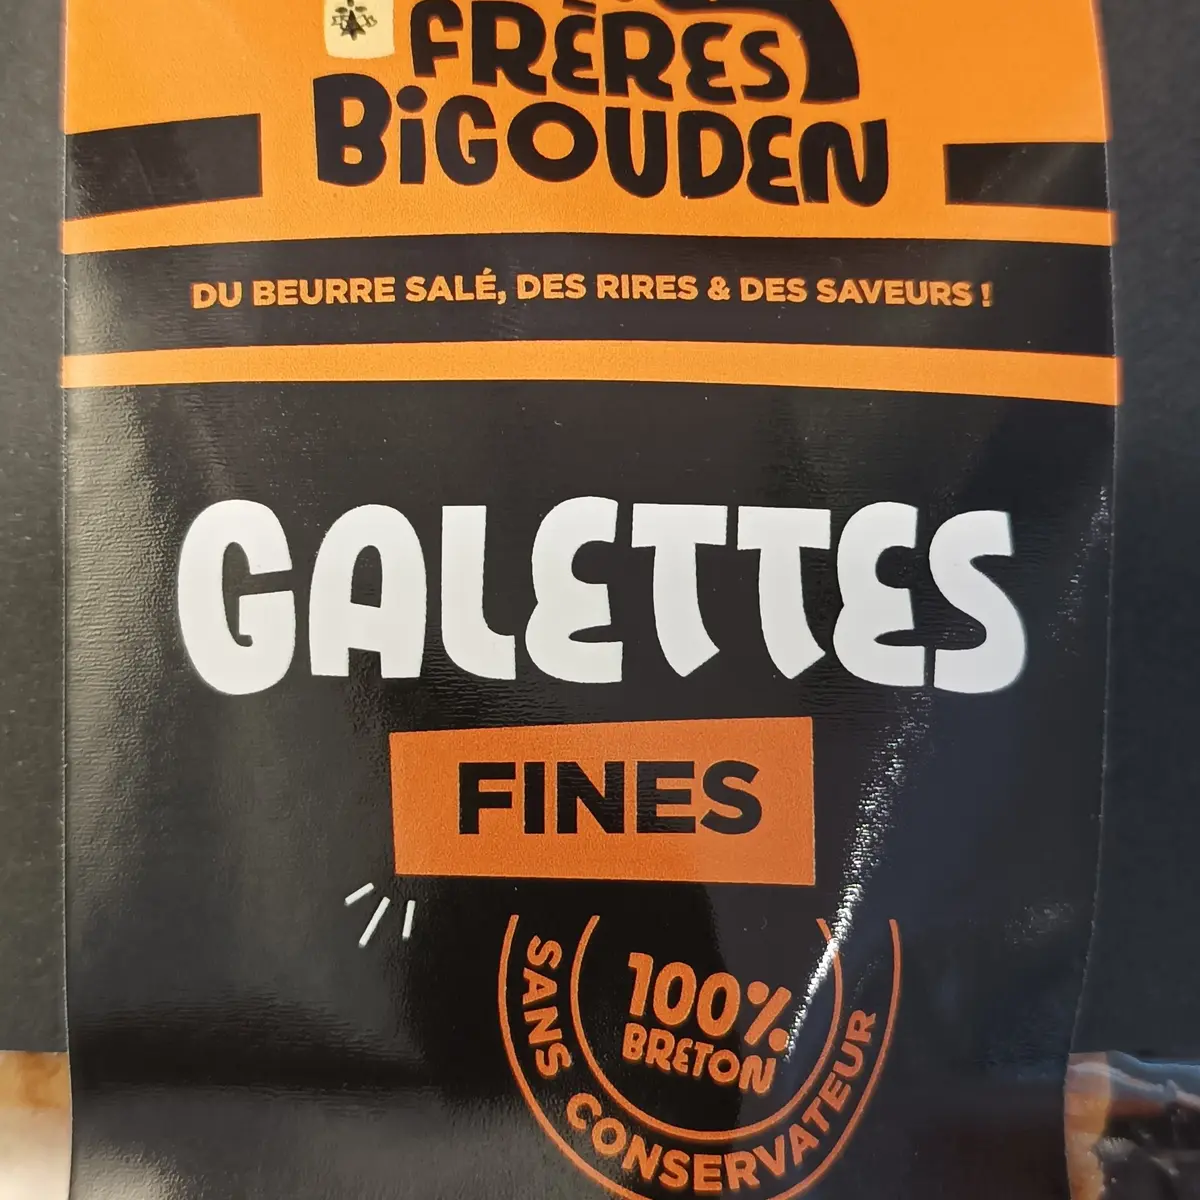 FRÈRES
BIGOUDEN
DU BEURRE SALÉ, DES RIRES & DES SAVEURS !
GALETTES
FINES
100%
BRETON
SANS CONSERVATEUR